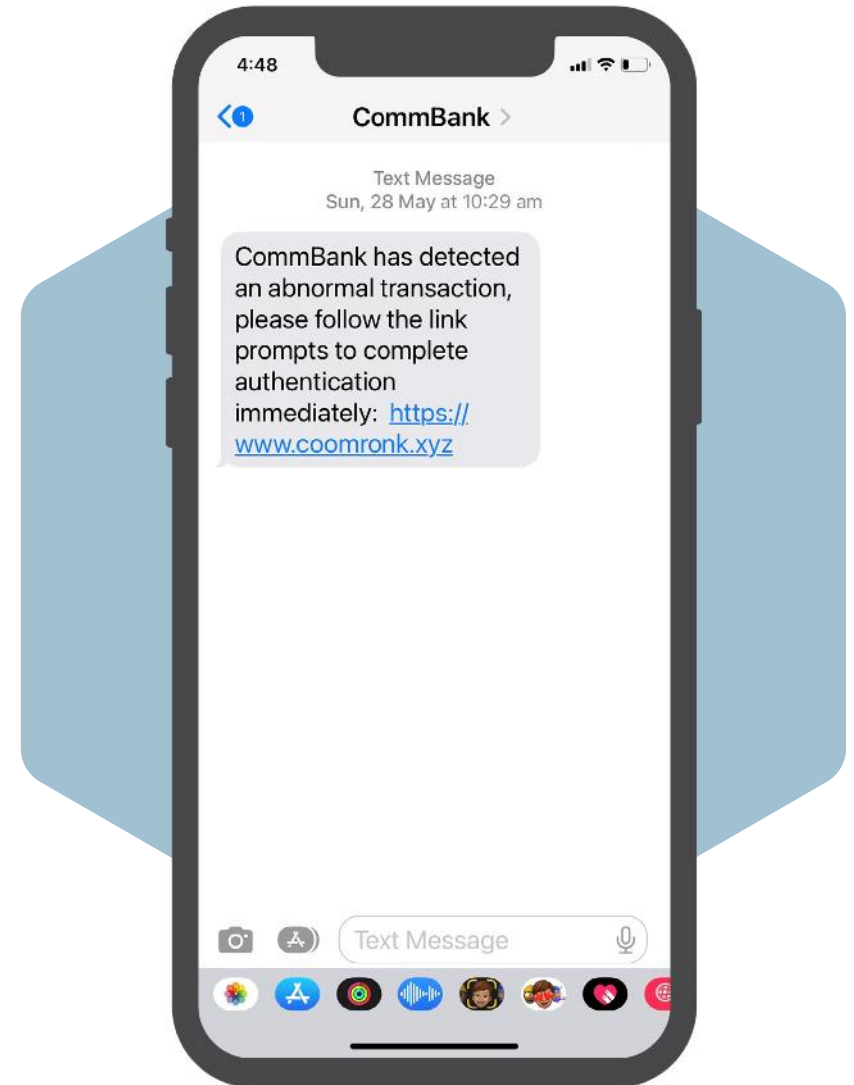 4:48
1
CommBank
Text Message
Sun, 28 May at 10:29 am
CommBank has detected
an abnormal transaction,
please follow the link
prompts to complete
authentication
immediately: https://
www.coomronk.xyz
Text Message